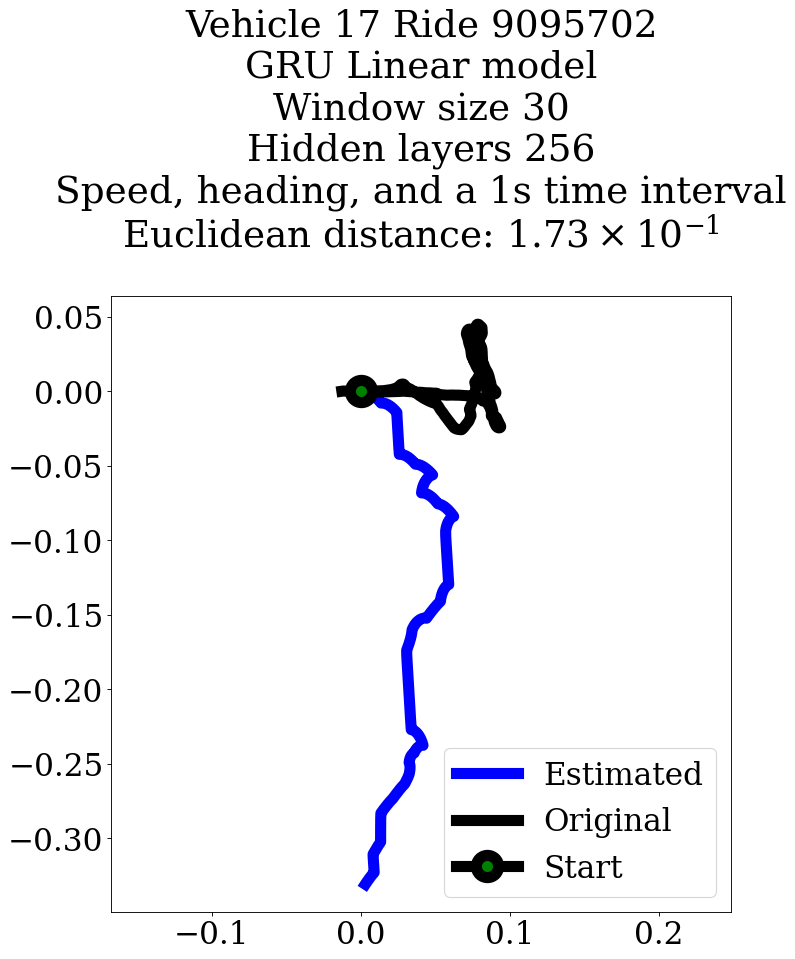 Vehicle 17 Ride 9095702
GRU Linear model
Window size 30
Hidden layers 256
Speed, heading, and a 1s time interval
Euclidean distance: 1.73 × 10⁻¹
0.05
0.00
−0.05
−0.10
−0.15
−0.20
−0.25
−0.30
Estimated
Original
Start
−0.1 0.0 0.1 0.2